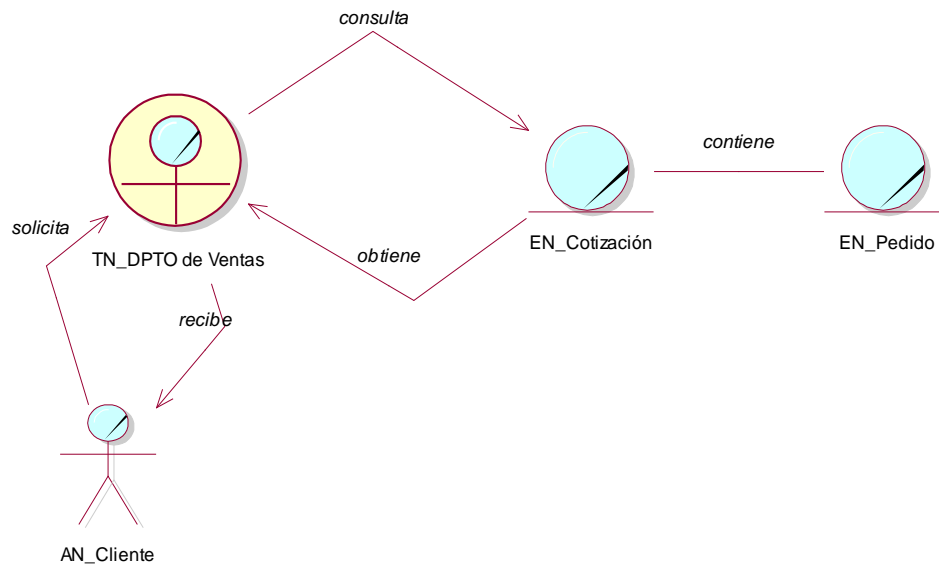 consulta
contiene
solicita
EN_Cotización
EN_Pedido
TN_DPTO de Ventas
obtiene
recibe
AN_Cliente